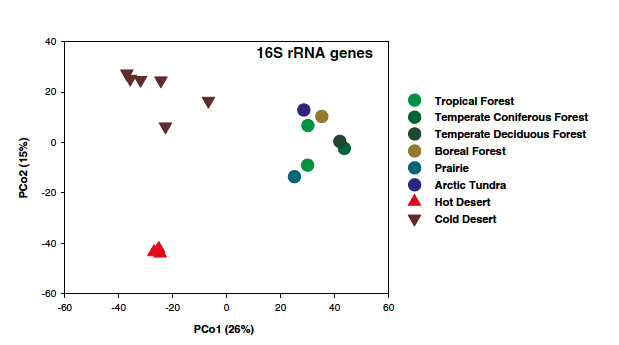 16S rRNA genes
40
20
0
-20
-40
-60
PCo2 (15%)
-60
-40
-20
0
20
40
60
PCo1 (26%)
Tropical Forest
Temperate Coniferous Forest
Temperate Deciduous Forest
Boreal Forest
Prairie
Arctic Tundra
Hot Desert
Cold Desert